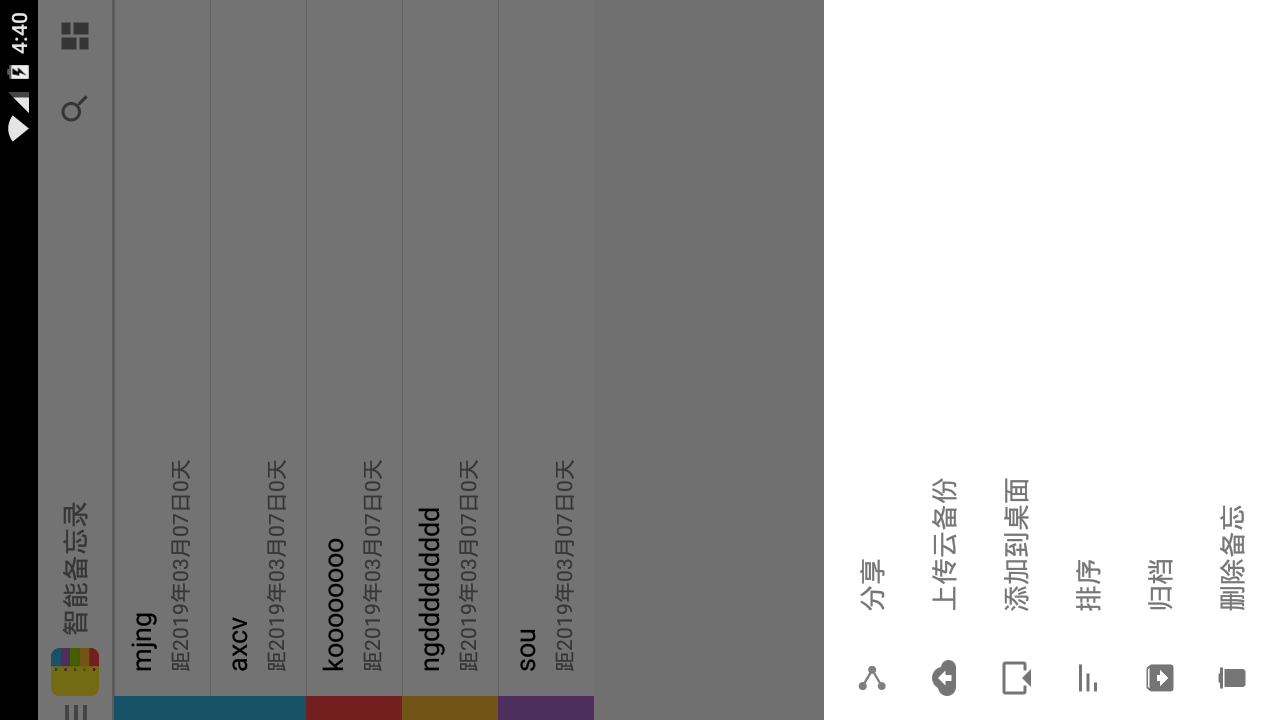 4:40
智能备忘录
mjng
距2019年03月07日0天
axcv
距2019年03月07日0天
kooooooooo
距2019年03月07日0天
ngddddddddddd
距2019年03月07日0天
sou
距2019年03月07日0天
分享
上传云备份
添加到桌面
排序
归档
删除备忘